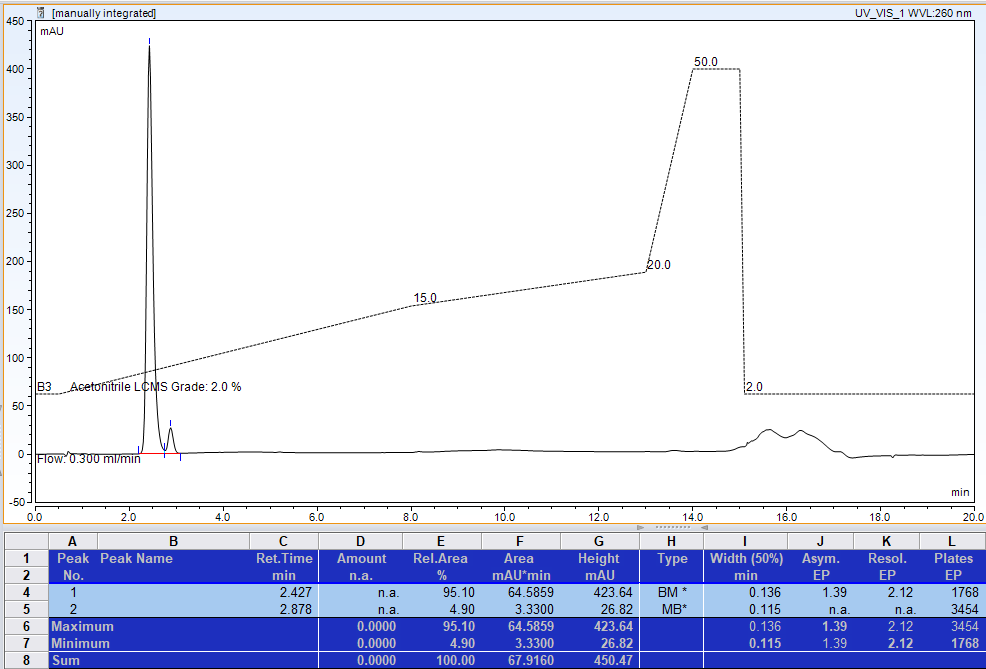 [manually integrated] UV_VIS_1 WVL:260 nm
450
mAU
50.0
400
350
300
20.0
250
200
15.0
150
100
B3 Acetonitrile LCMS Grade: 2.0 % 2.0
50
0
Flow: 0.300 ml/min
min
-50
0.0 2.0 4.0 6.0 8.0 10.0 12.0 14.0 16.0 18.0 20.0
A B C D E F G H I J K L
1 Peak Peak Name Ret.Time Amount Rel.Area Area Height Type Width (50%) Asym. Resol. Plates
2 No. min n.a. % mAU*min mAU min EP EP EP
4 1 2.427 n.a. 95.10 64.5859 423.64 BM * 0.136 1.39 2.12 1768
5 2 2.878 n.a. 4.90 3.3300 26.82 MB* 0.115 n.a. n.a. 3454
6 Maximum 0.0000 95.10 64.5859 423.64 0.136 1.39 2.12 3454
7 Minimum 0.0000 4.90 3.3300 26.82 0.115 1.39 2.12 1768
8 Sum 0.0000 100.00 67.9160 450.47